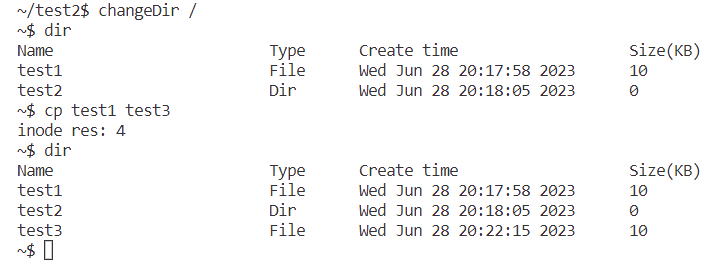 ~/test2$ changeDir /
~$ dir
Name Type Create time Size(KB)
test1 File Wed Jun 28 20:17:58 2023 10
test2 Dir Wed Jun 28 20:18:05 2023 0
~$ cp test1 test3
inode res: 4
~$ dir
Name Type Create time Size(KB)
test1 File Wed Jun 28 20:17:58 2023 10
test2 Dir Wed Jun 28 20:18:05 2023 0
test3 File Wed Jun 28 20:22:15 2023 10
~$